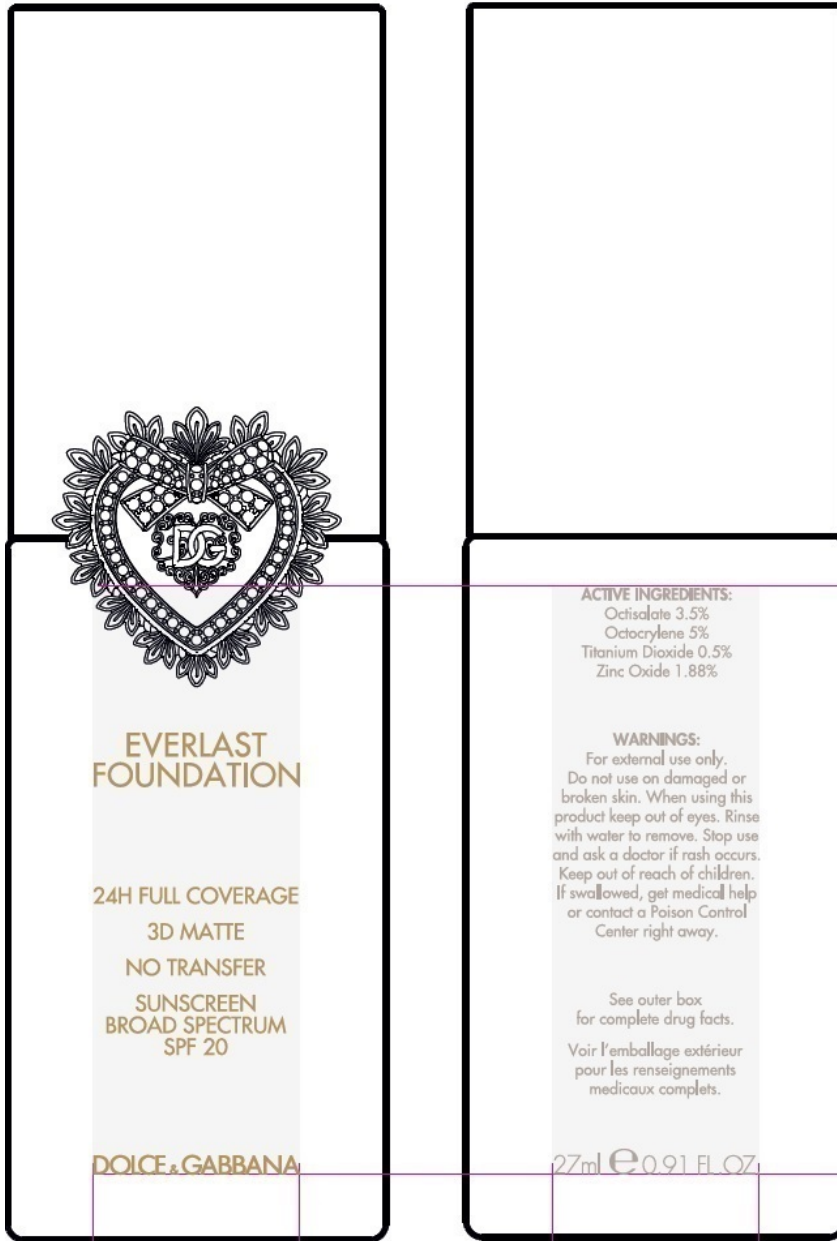 DG
EVERLAST
FOUNDATION
24H FULL COVERAGE
3D MATTE
NO TRANSFER
SUNSCREEN
BROAD SPECTRUM
SPF 20
DOLCE & GABBANA
ACTIVE INGREDIENTS:
Octisalate 3.5%
Octocrylene 5%
Titanium Dioxide 0.5%
Zinc Oxide 1.88%
WARNINGS:
For external use only.
Do not use on damaged or
broken skin. When using this
product keep out of eyes. Rinse
with water to remove. Stop use
and ask a doctor if rash occurs.
Keep out of reach of children.
If swallowed, get medical help
or contact a Poison Control
Center right away.
See outer box
for complete drug facts.
Voir l'emballage extérieur
pour les renseignements
medicaux complets.
27ml ℮ 0.91 FL.OZ.